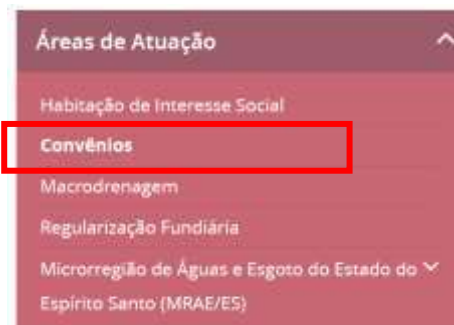 Áreas de Atuação
Habitação de Interesse Social
Convênios
Macrodrenagem
Regularização Fundiária
Microrregião de Águas e Esgoto do Estado do
Espírito Santo (MRAE/ES)